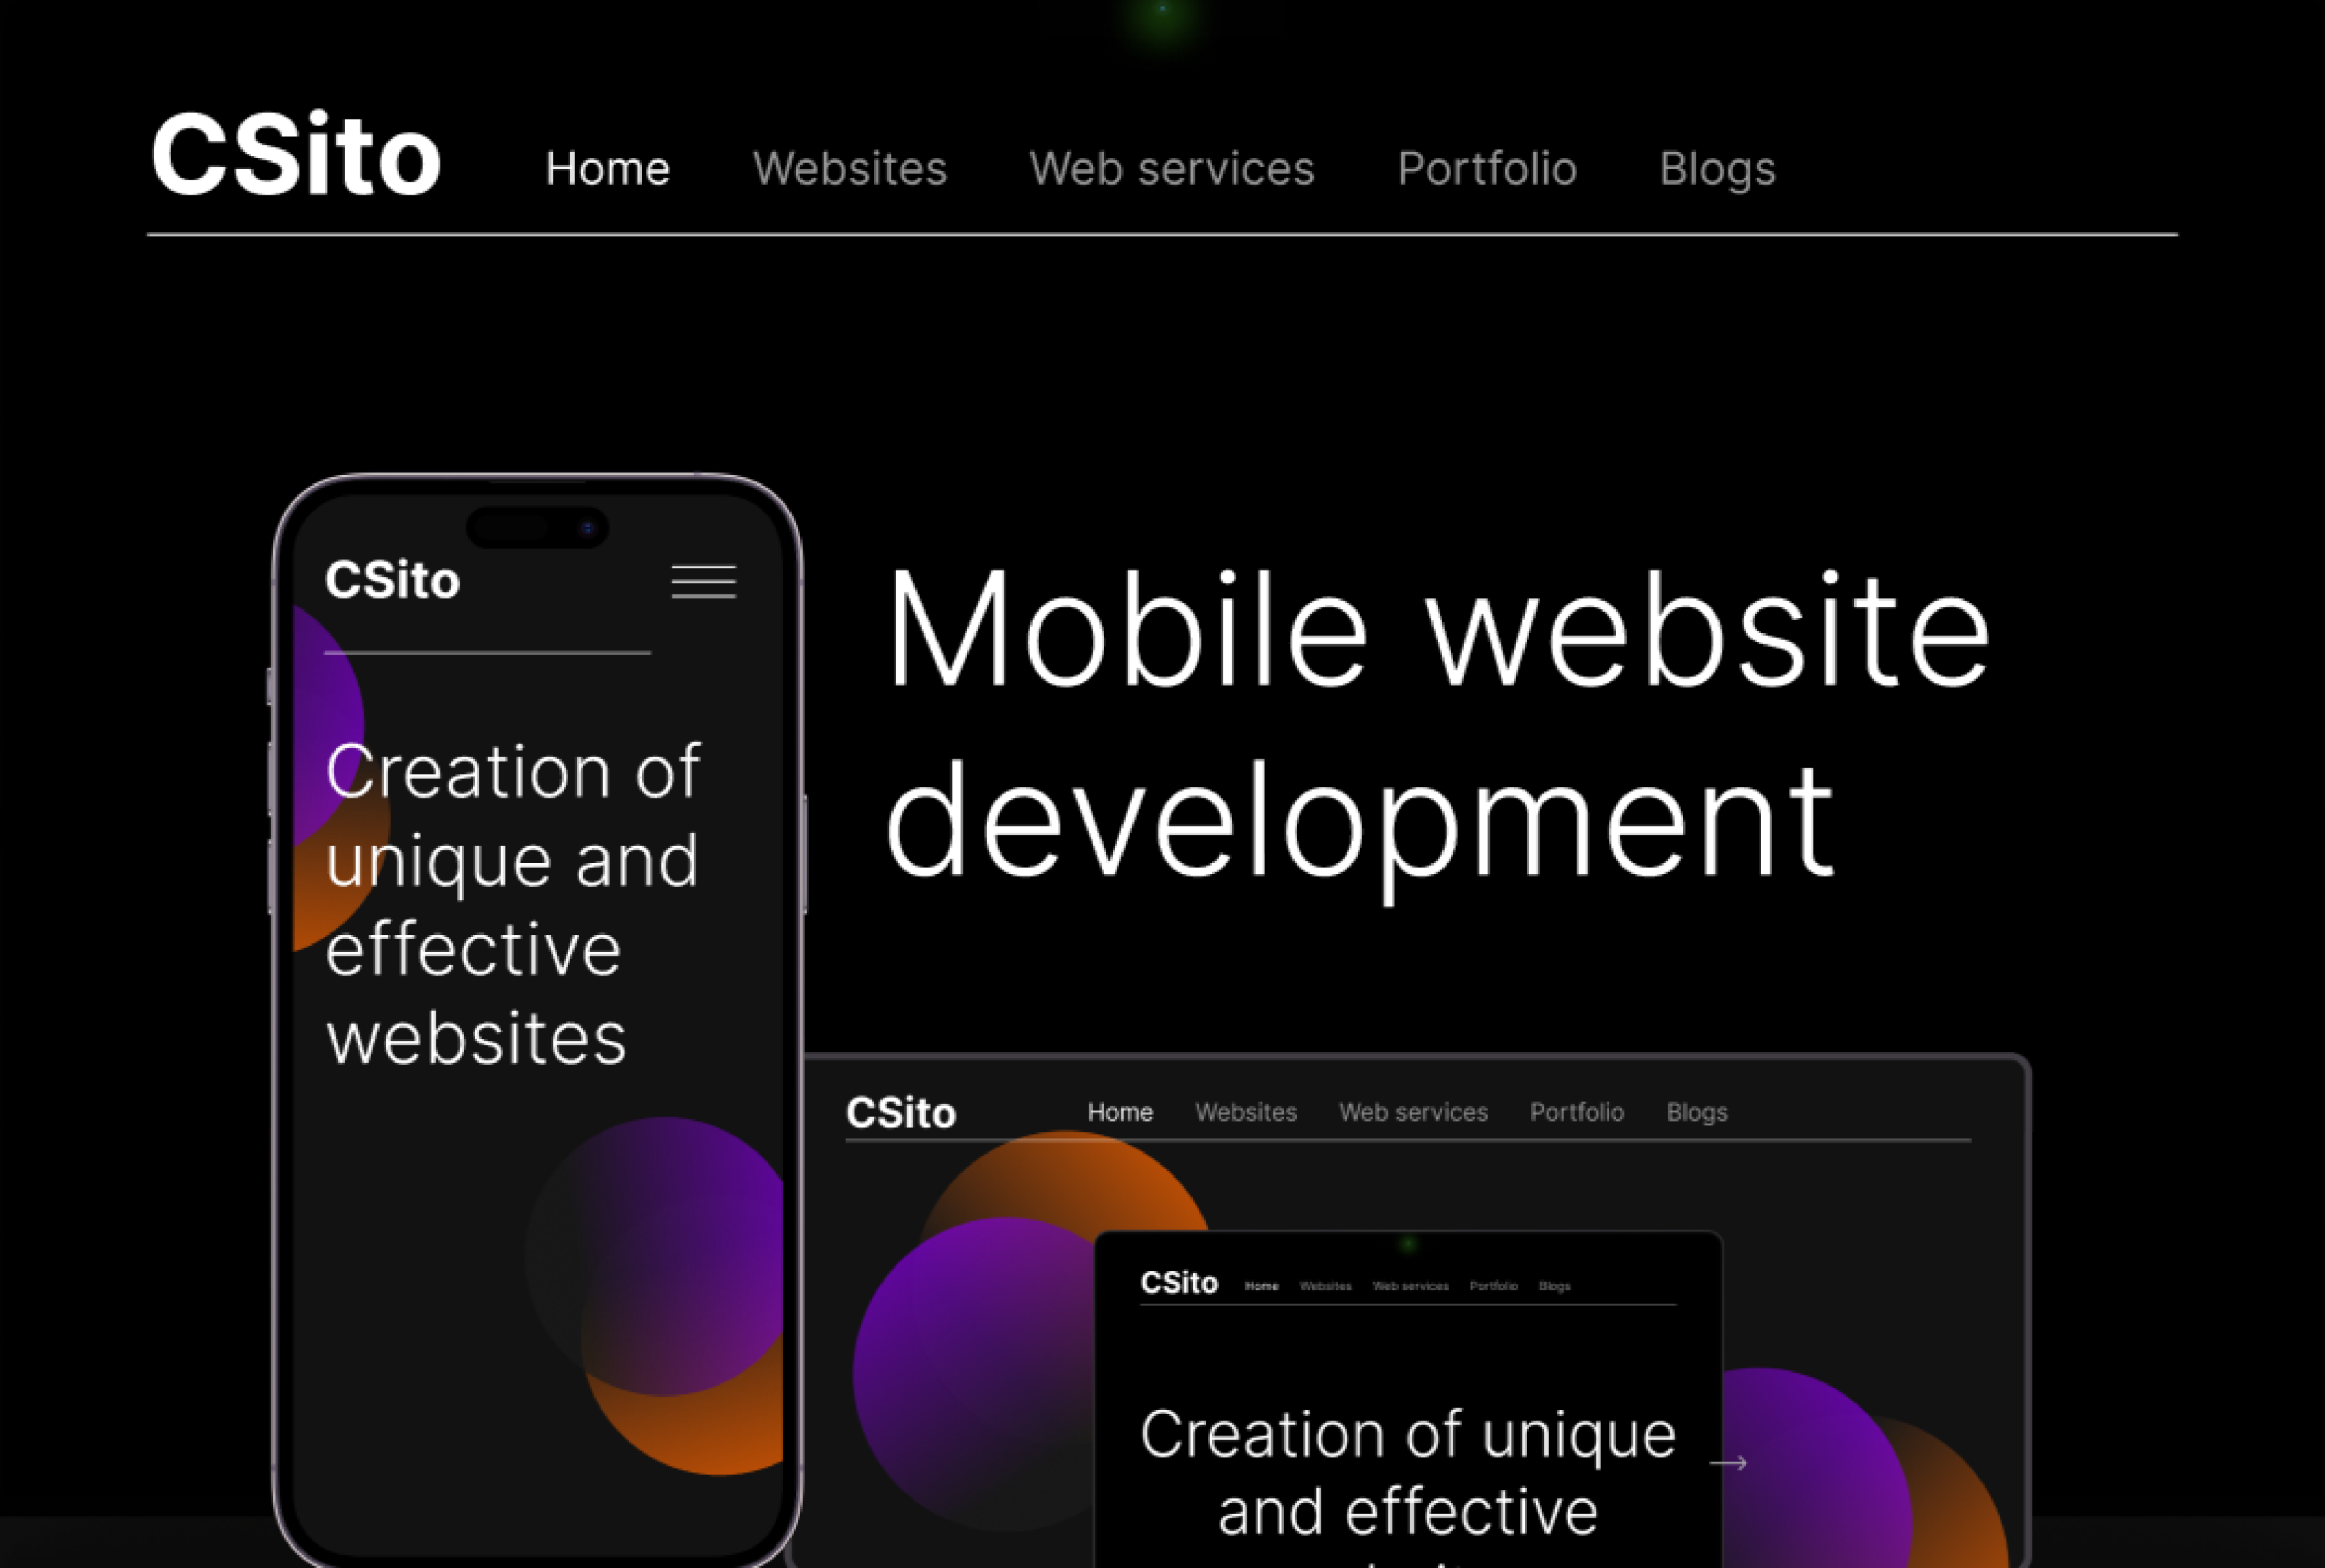 CSito Home Websites Web services Portfolio Blogs
Mobile website
development
CSito
Creation of
unique and
effective
websites
CSito Home Websites Web services Portfolio Blogs
CSito Home Websites Web services Portfolio Blogs
Creation of unique
and effective